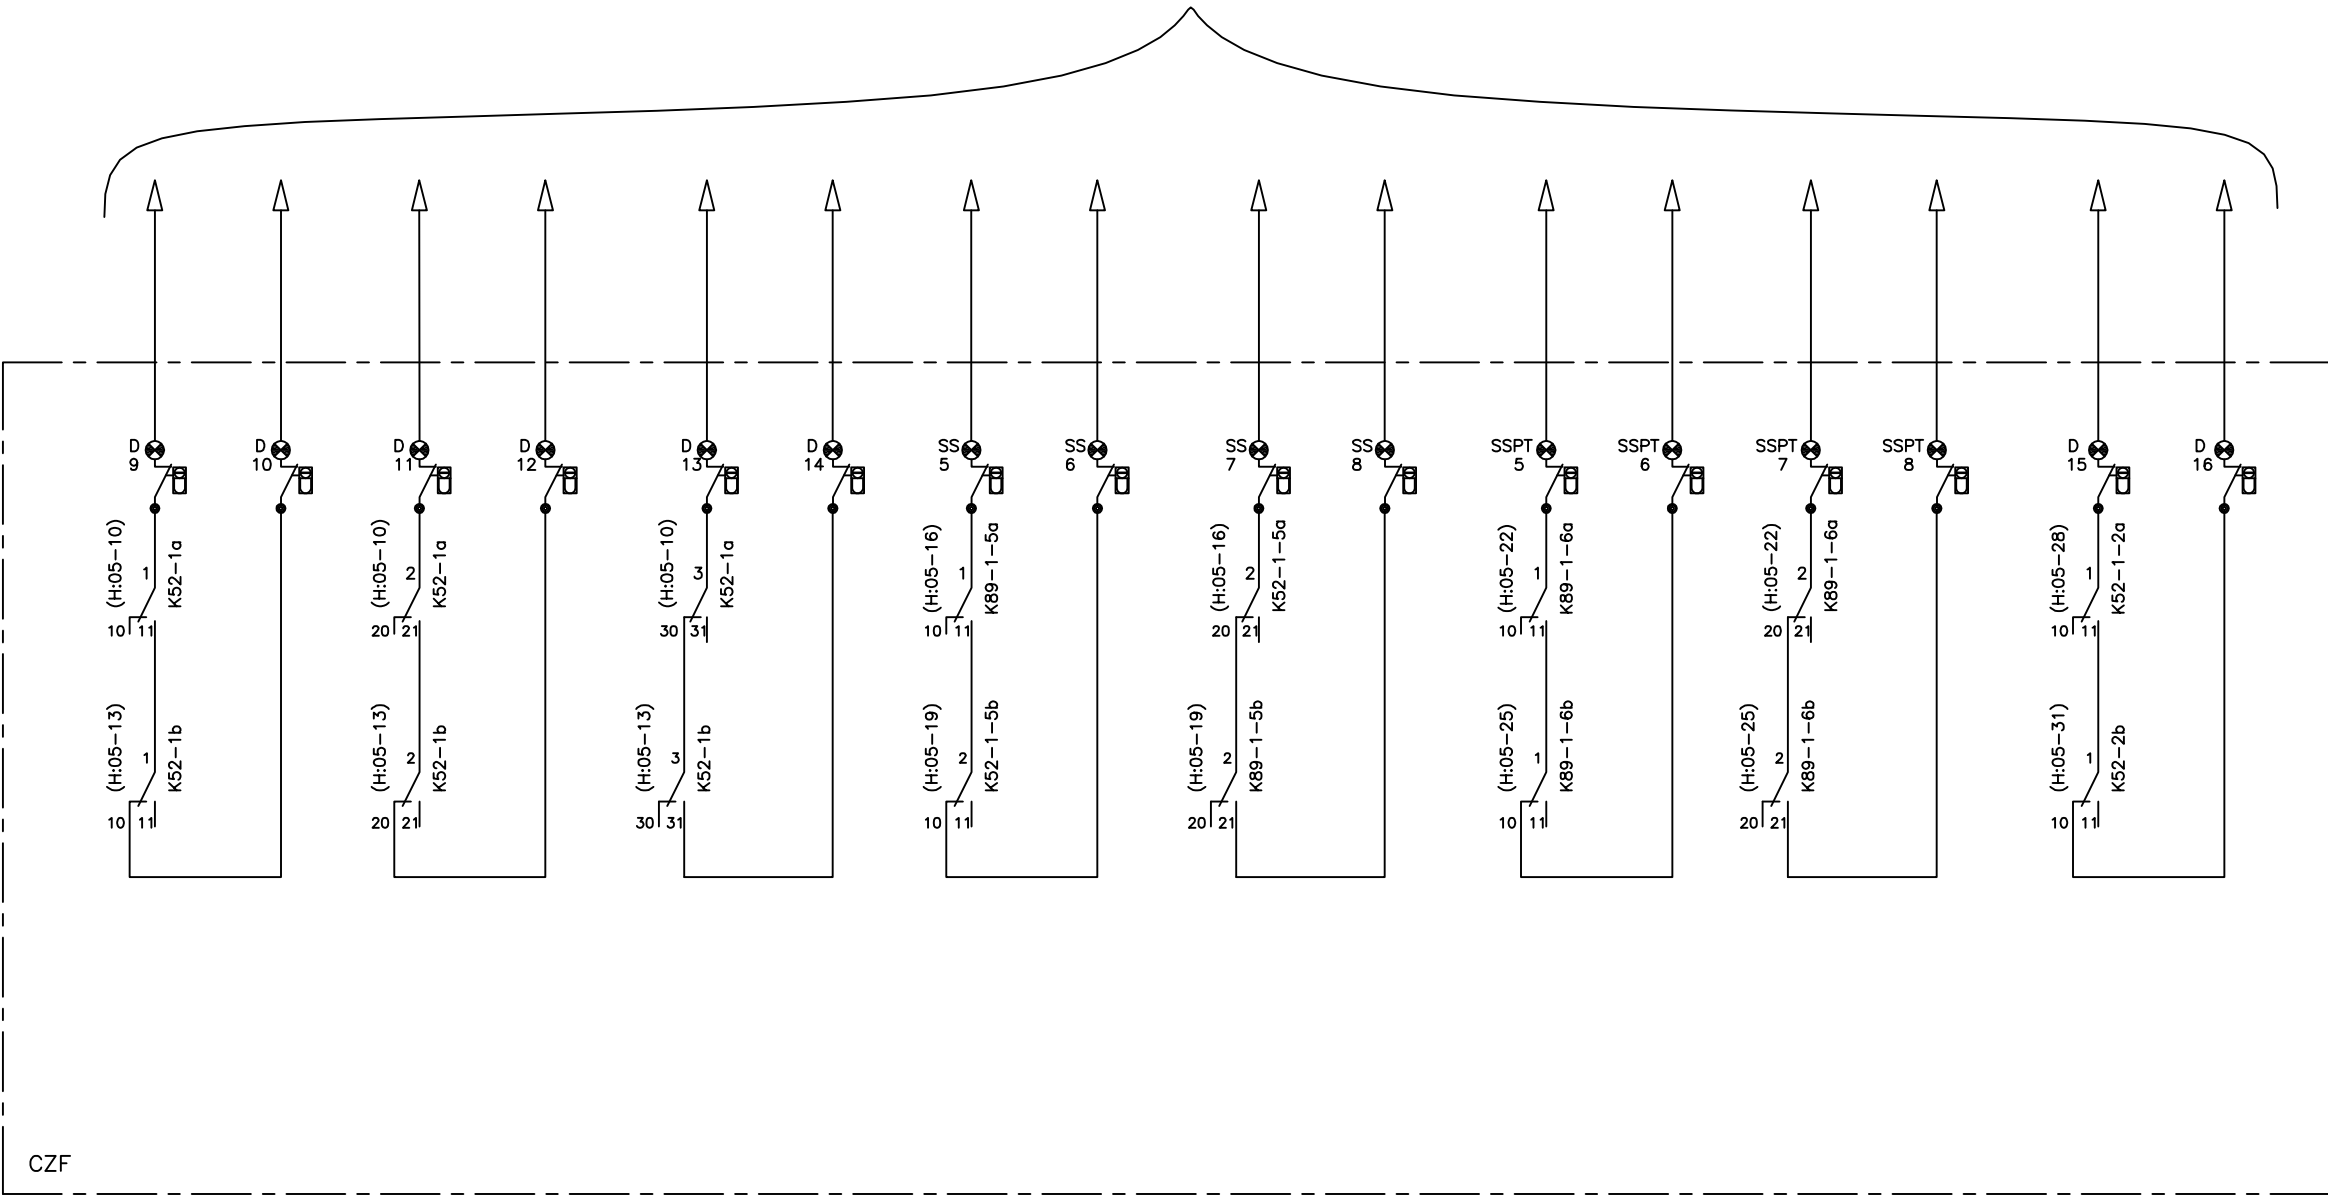 D
9
D
10
D
11
D
12
D
13
D
14
SS
5
SS
6
SS
7
SS
8
SSPT
5
SSPT
6
SSPT
7
SSPT
8
D
15
D
16
(H:05-10)
1
K52-1a
10 11
(H:05-10)
2
K52-1a
20 21
(H:05-10)
3
K52-1a
30 31
(H:05-16)
1
K89-1-5a
10 11
(H:05-16)
2
K52-1-5a
20 21
(H:05-22)
1
K89-1-6a
10 11
(H:05-22)
2
K89-1-6a
20 21
(H:05-28)
1
K52-1-2a
10 11
(H:05-13)
1
K52-1b
10 11
(H:05-13)
2
K52-1b
20 21
(H:05-13)
3
K52-1b
30 31
(H:05-19)
2
K52-1-5b
10 11
(H:05-19)
2
K89-1-5b
20 21
(H:05-25)
1
K89-1-6b
10 11
(H:05-25)
2
K89-1-6b
20 21
(H:05-31)
1
K52-2b
10 11
CZF